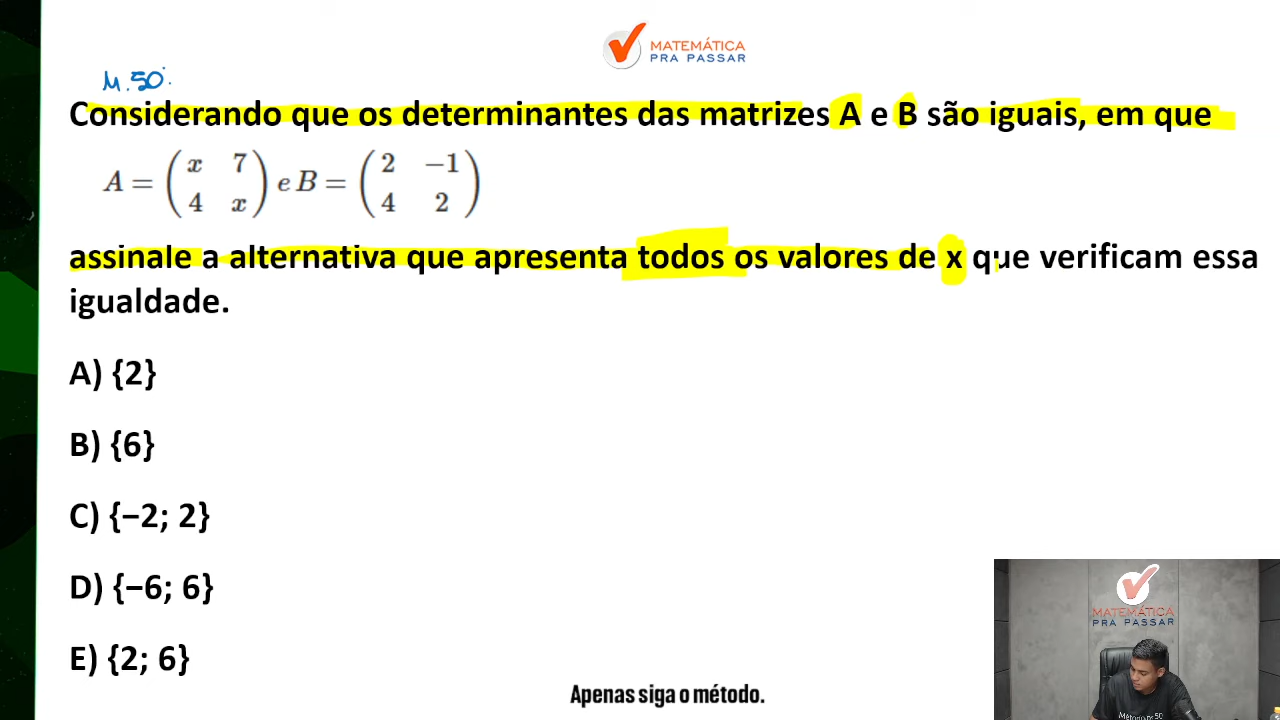 MATEMÁTICA
PRA PASSAR
M.50:
Considerando que os determinantes das matrizes A e B são iguais, em que
A = ( x 7 ) e B = ( 2 −1 )
( 4 x ) ( 4 2 )
assinale a alternativa que apresenta todos os valores de x que verificam essa
igualdade.
A) {2}
B) {6}
C) {−2; 2}
D) {−6; 6}
E) {2; 6}
MATEMÁTICA
PRA PASSAR
Apenas siga o método.